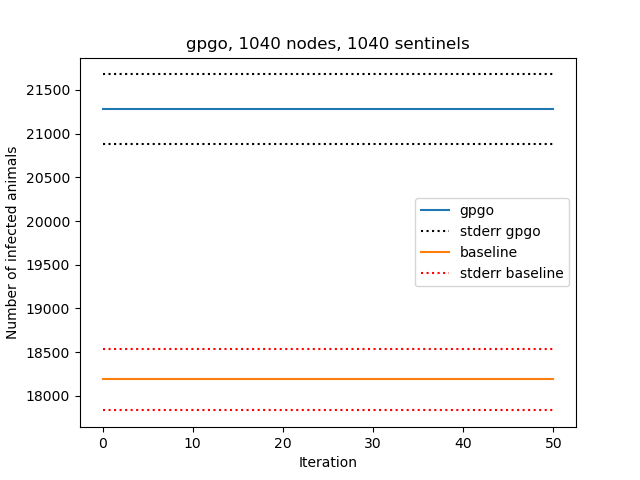 gpgo, 1040 nodes, 1040 sentinels
21500
21000
20500
20000
19500
19000
18500
18000
Number of infected animals
gpgo
stderr gpgo
baseline
stderr baseline
0 10 20 30 40 50
Iteration